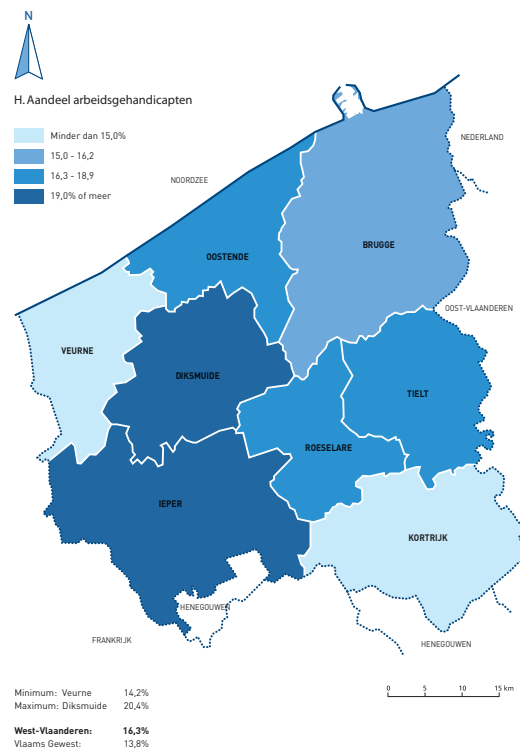 N
H. Aandeel arbeidsgehandicapten
Minder dan 15,0%
15,0 - 16,2
16,3 - 18,9
19,0% of meer
NOORDZEE
NEDERLAND
BRUGGE
OOSTENDE
OOST-VLAANDEREN
VEURNE
DIKSMUIDE
TIELT
ROESELARE
IEPER
KORTRIJK
HENEGOUWEN
FRANKRIJK
HENEGOUWEN
Minimum: Veurne 14,2%
Maximum: Diksmuide 20,4%
West-Vlaanderen: 16,3%
Vlaams Gewest: 13,8%
0 5 10 15 km